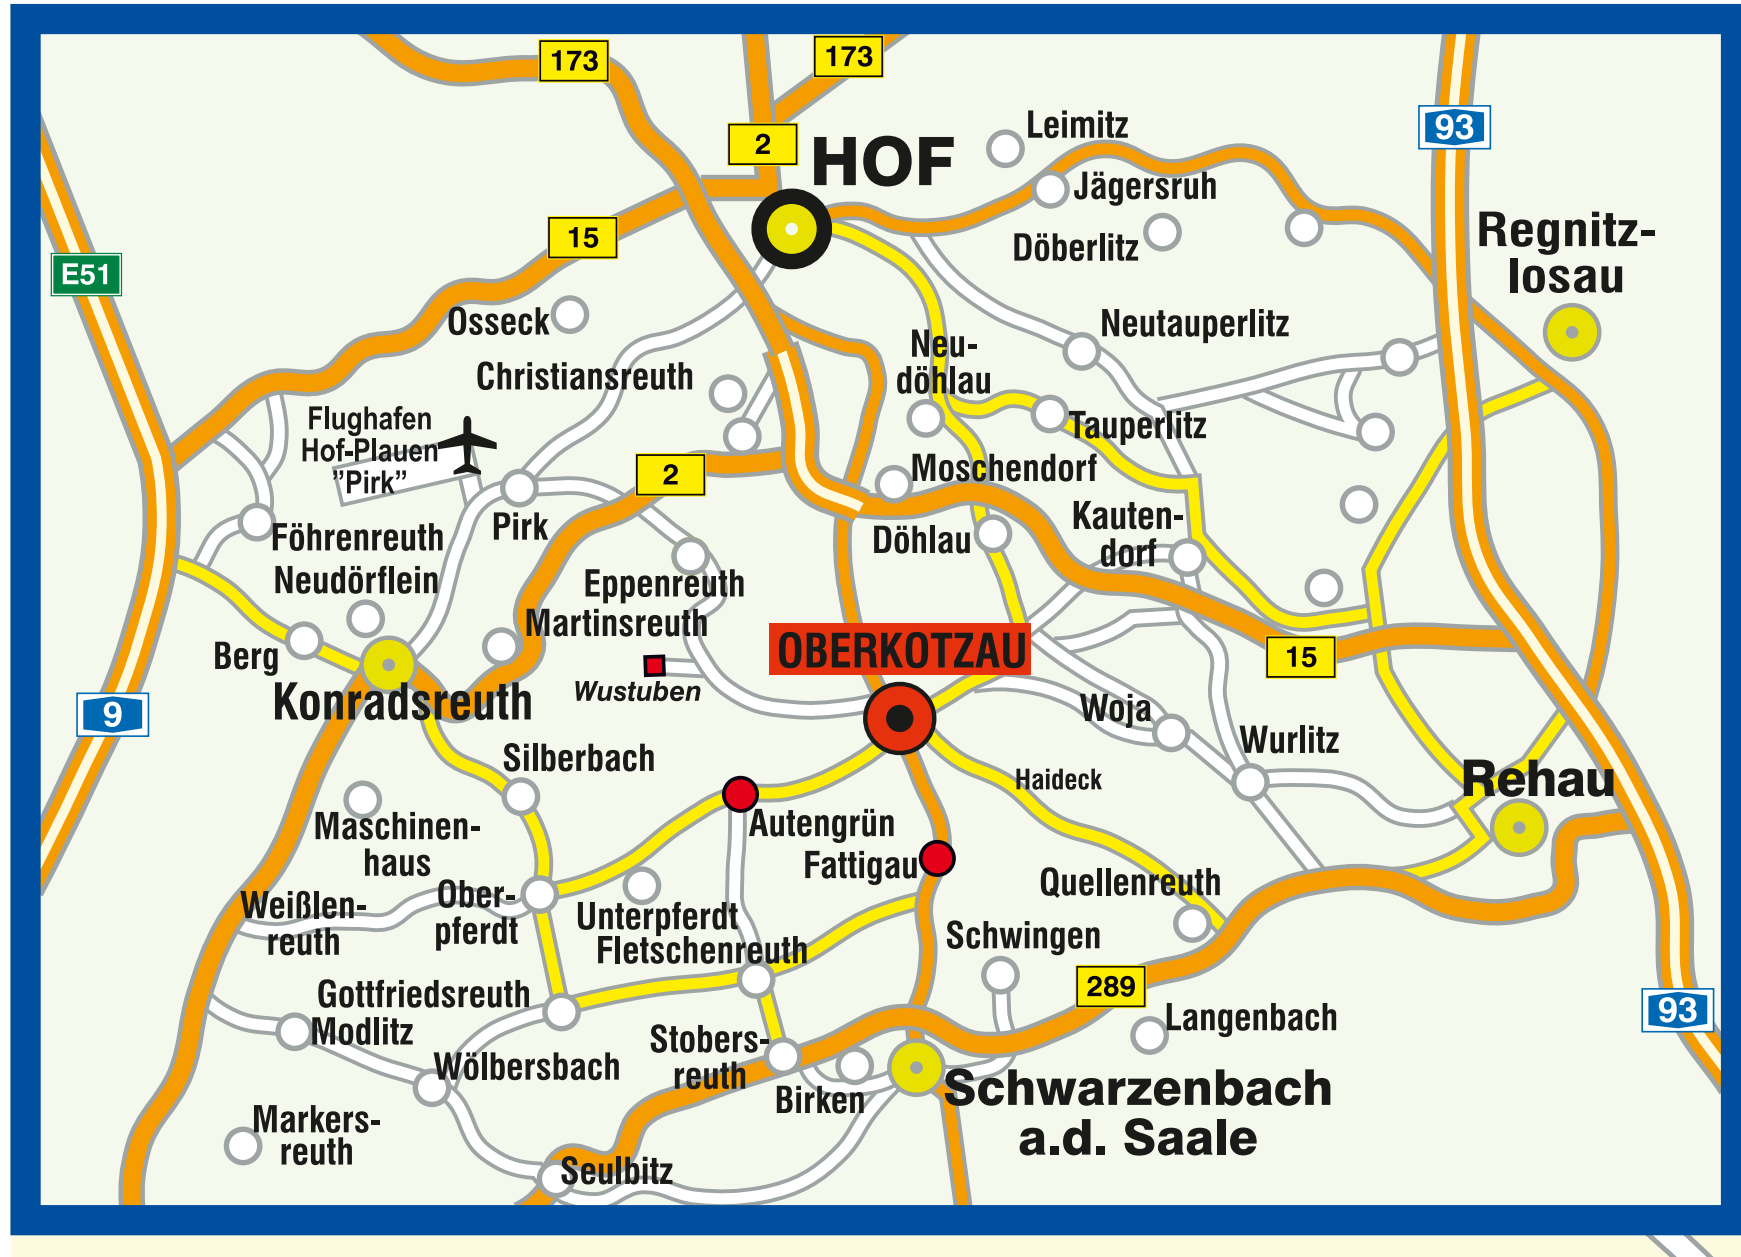 173
173
2
HOF
Leimitz
93
Jägersruh
Regnitz-
losau
15
Döberlitz
E51
Osseck
Neutauperlitz
Neu-
döhlau
Christiansreuth
Flughafen
Hof-Plauen
"Pirk"
Tauperlitz
2
Moschendorf
Pirk
Kauten-
dorf
Föhrenreuth
Döhlau
Neudörflein
Eppenreuth
Martinsreuth
Berg
OBERKOTZAU
15
Wustuben
Konradsreuth
9
Woja
Wurlitz
Silberbach
Haideck
Rehau
Maschinen-
haus
Autengrün
Fattigau
Quellenreuth
Weißlen-
reuth
Ober-
pferdt
Unterpferdt
Fletschenreuth
Schwingen
289
Gottfriedsreuth
Modlitz
93
Langenbach
Stobers-
reuth
Wölbersbach
Birken
Schwarzenbach
a.d. Saale
Markers-
reuth
Seulbitz